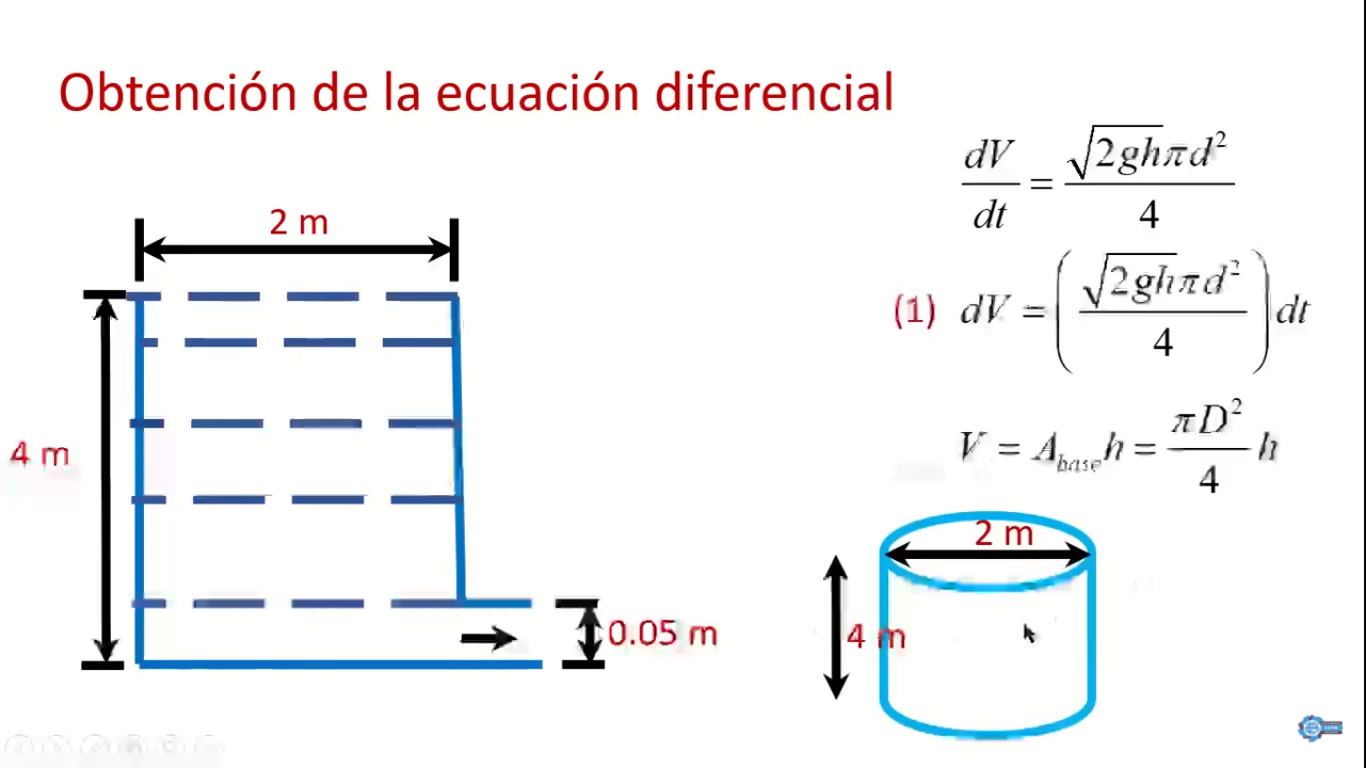 Obtención de la ecuación diferencial
dV/dt = √(2gh)πd²/4
(1) dV = (√(2gh)πd²/4)dt
V = A_base h = πD²/4 h
2 m
4 m
0.05 m
2 m
4 m